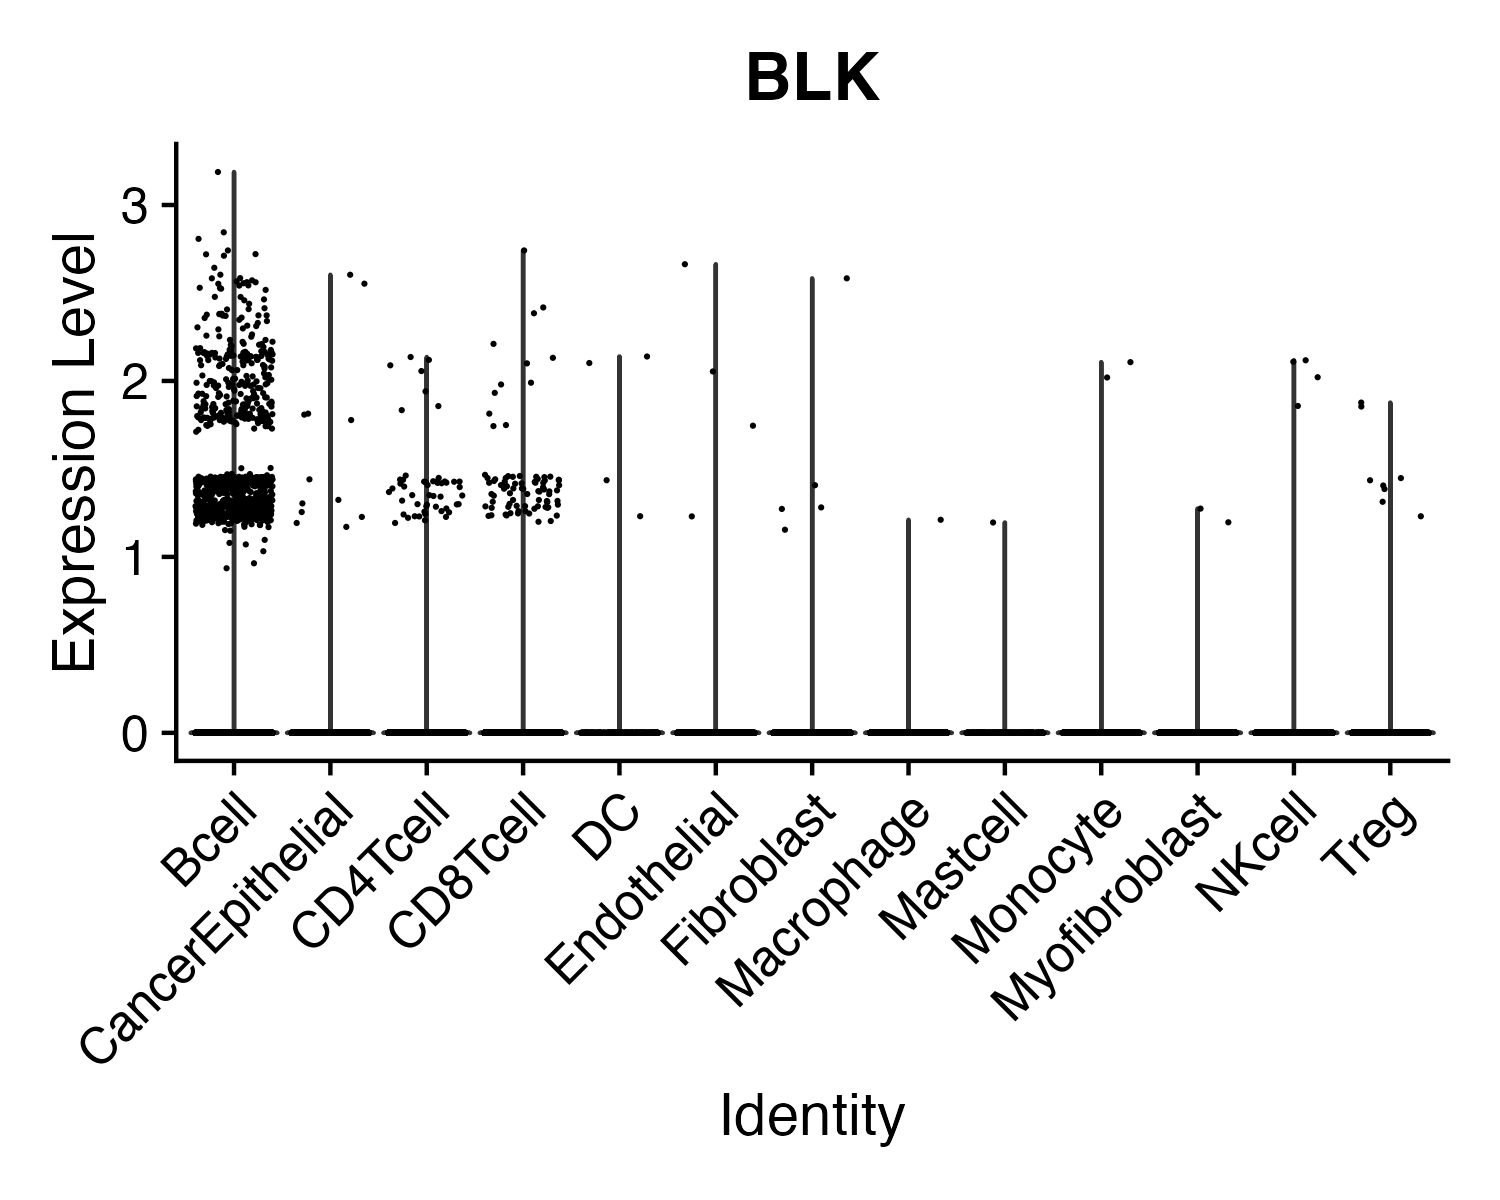 BLK
Expression Level
3
2
1
0
Bcell
CancerEpithelial
CD4Tcell
CD8Tcell
DC
Endothelial
Fibroblast
Macrophage
Mastcell
Monocyte
Myofibroblast
NKcell
Treg
Identity